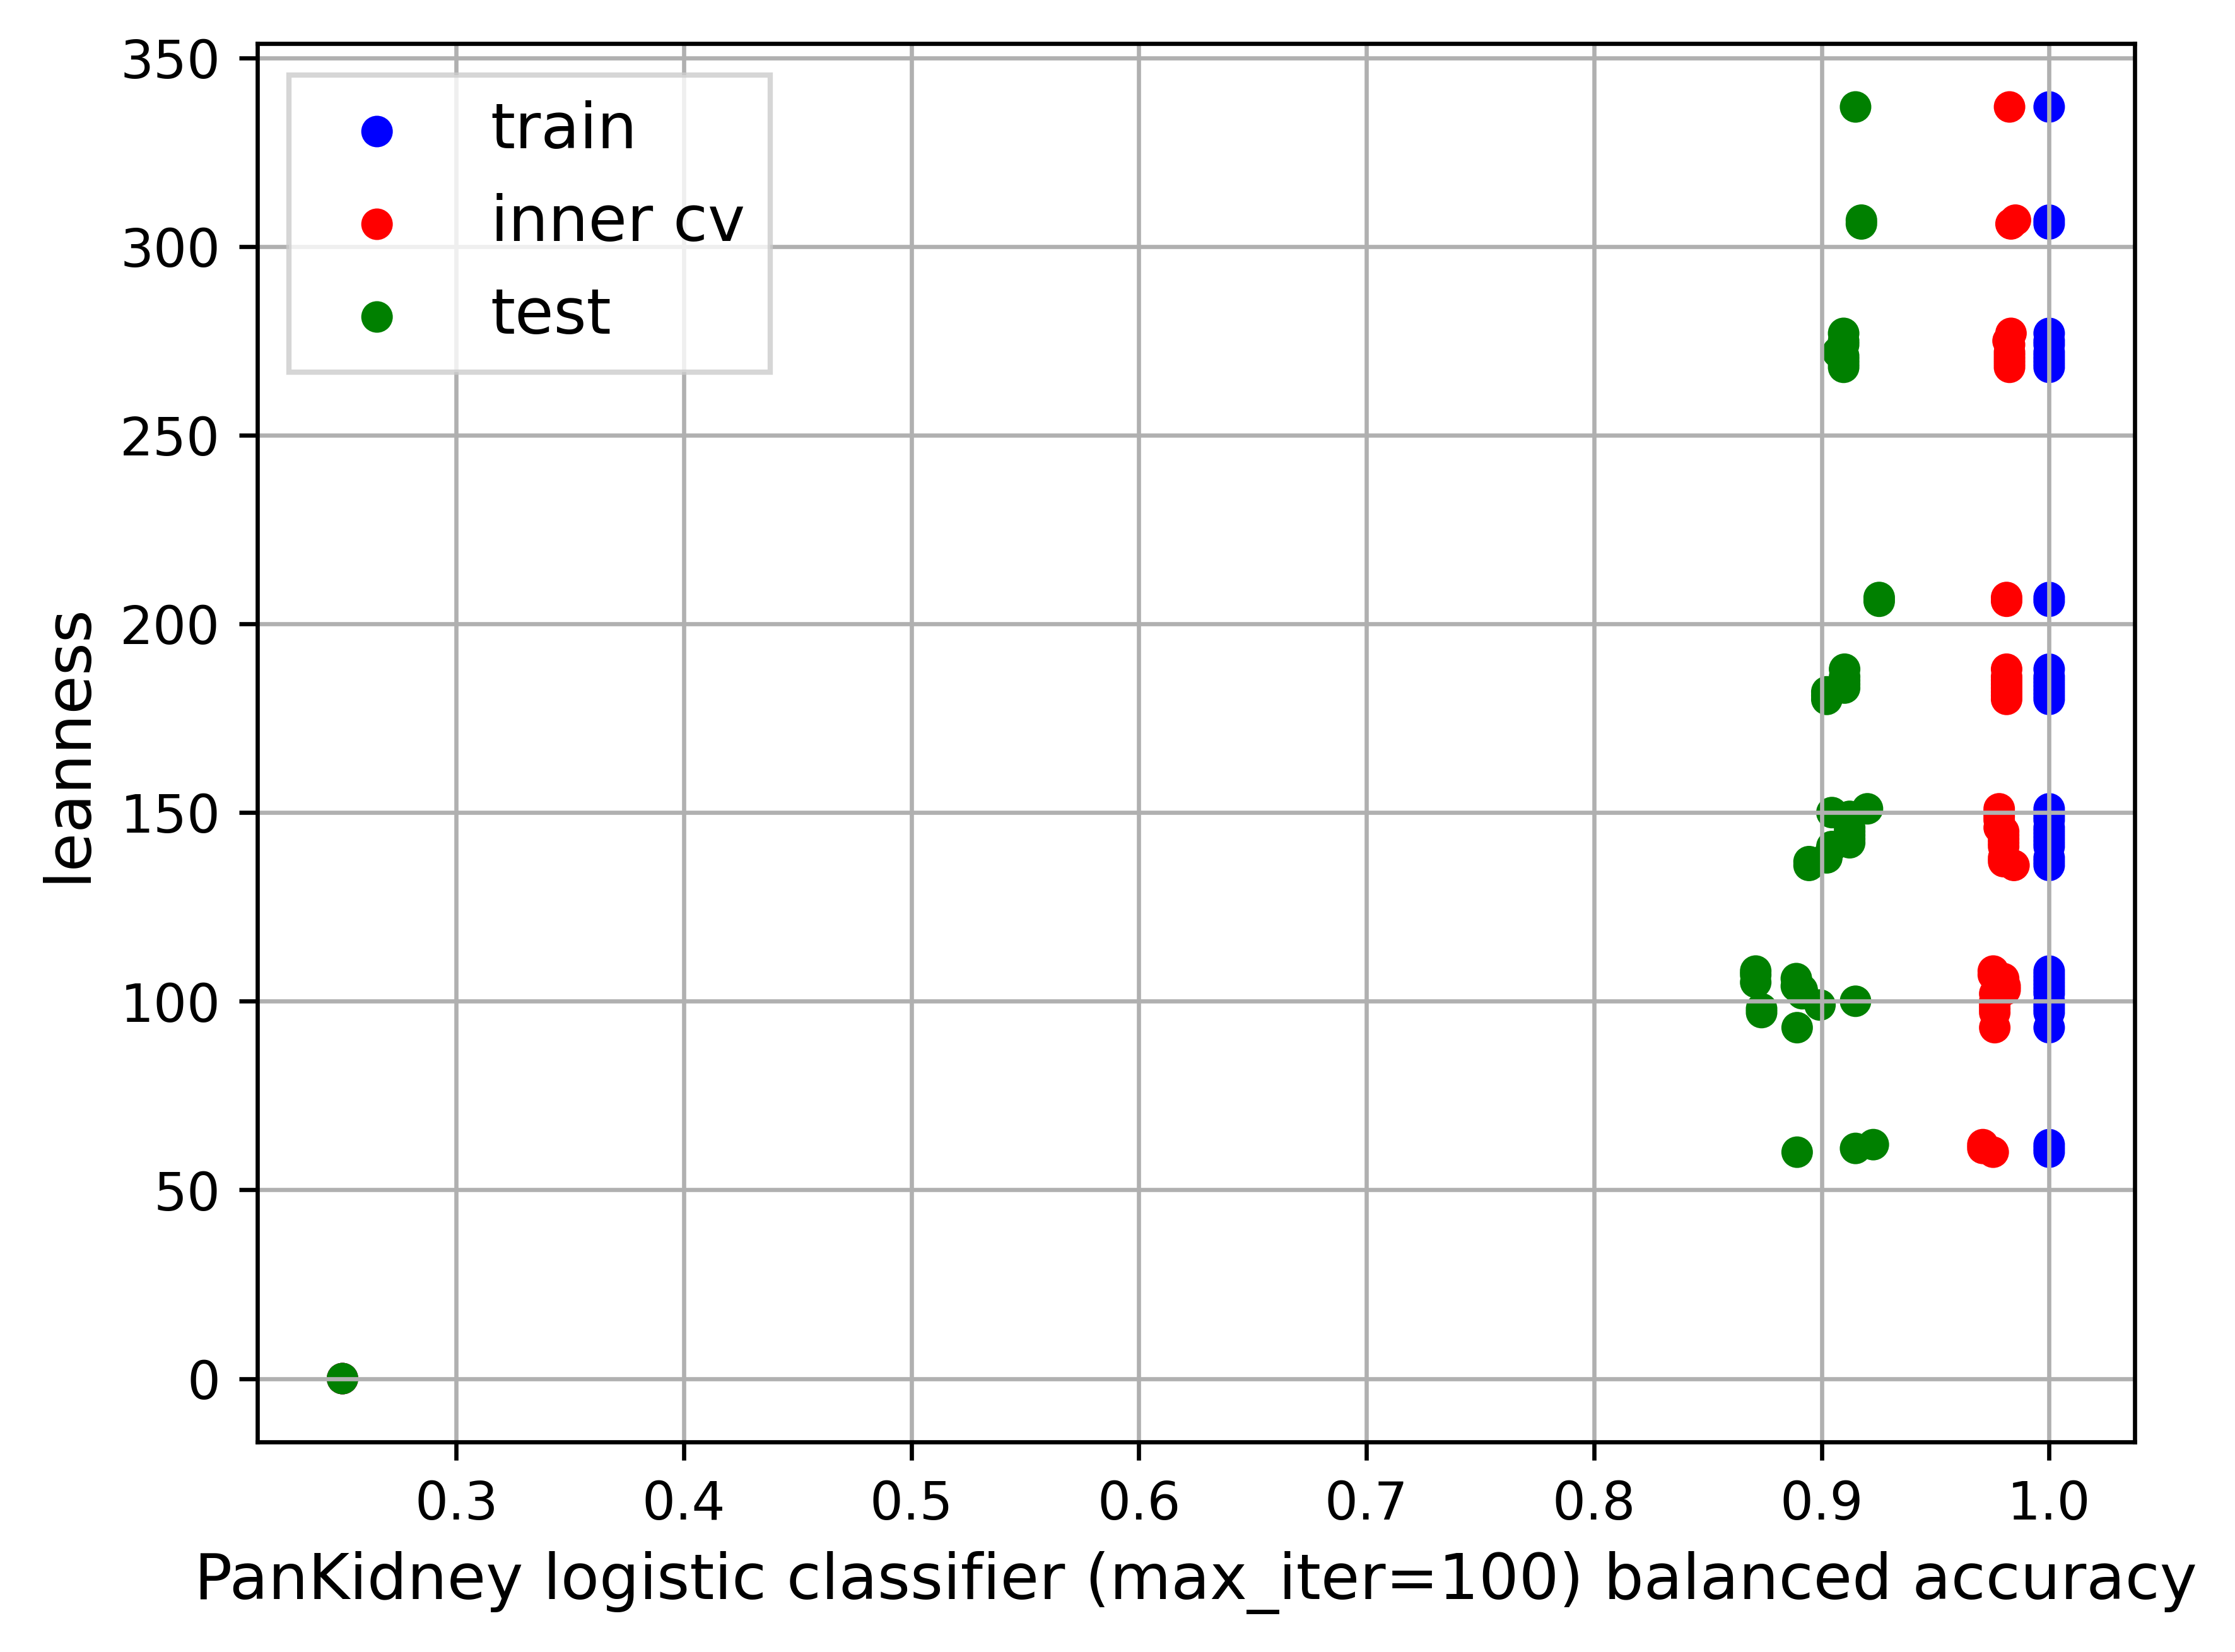 350
300
250
200
150
100
50
0
leanness
train
inner cv
test
0.3 0.4 0.5 0.6 0.7 0.8 0.9 1.0
PanKidney logistic classifier (max_iter=100) balanced accuracy